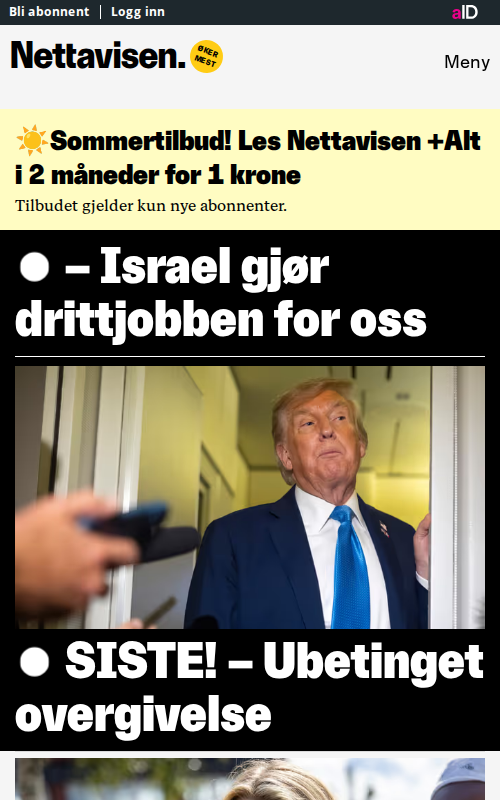 Bli abonnent | Logg inn
aID
Nettavisen.
ØKER
MEST
Meny
☀️Sommertilbud! Les Nettavisen +Alt
i 2 måneder for 1 krone
Tilbudet gjelder kun nye abonnenter.
– Israel gjør
drittjobben for oss
SISTE! – Ubetinget
overgivelse